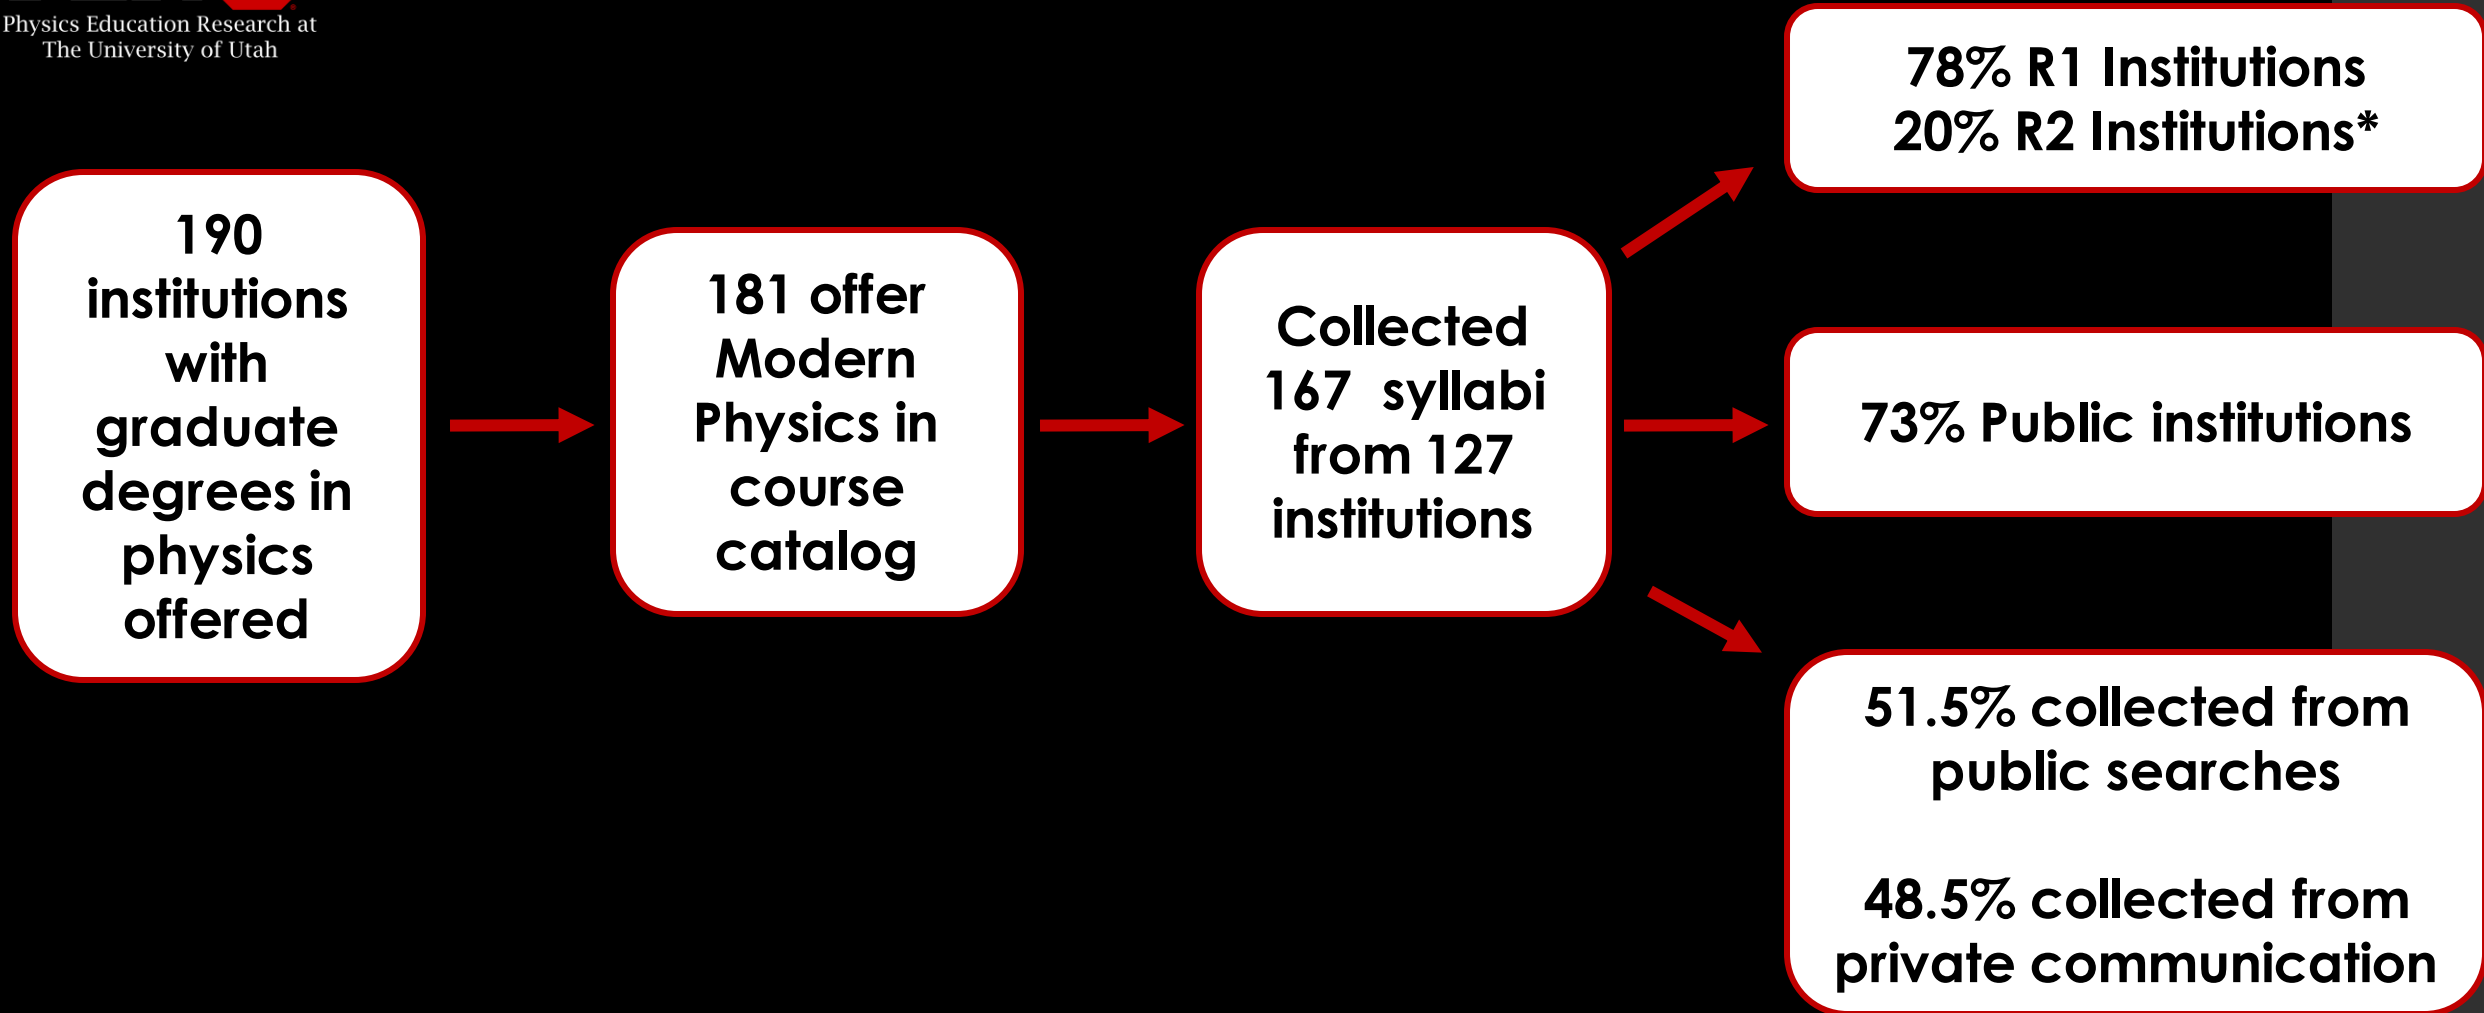 Physics Education Research at
The University of Utah
190
institutions
with
graduate
degrees in
physics
offered
181 offer
Modern
Physics in
course
catalog
Collected
167 syllabi
from 127
institutions
78% R1 Institutions
20% R2 Institutions*
73% Public institutions
51.5% collected from
public searches
48.5% collected from
private communication